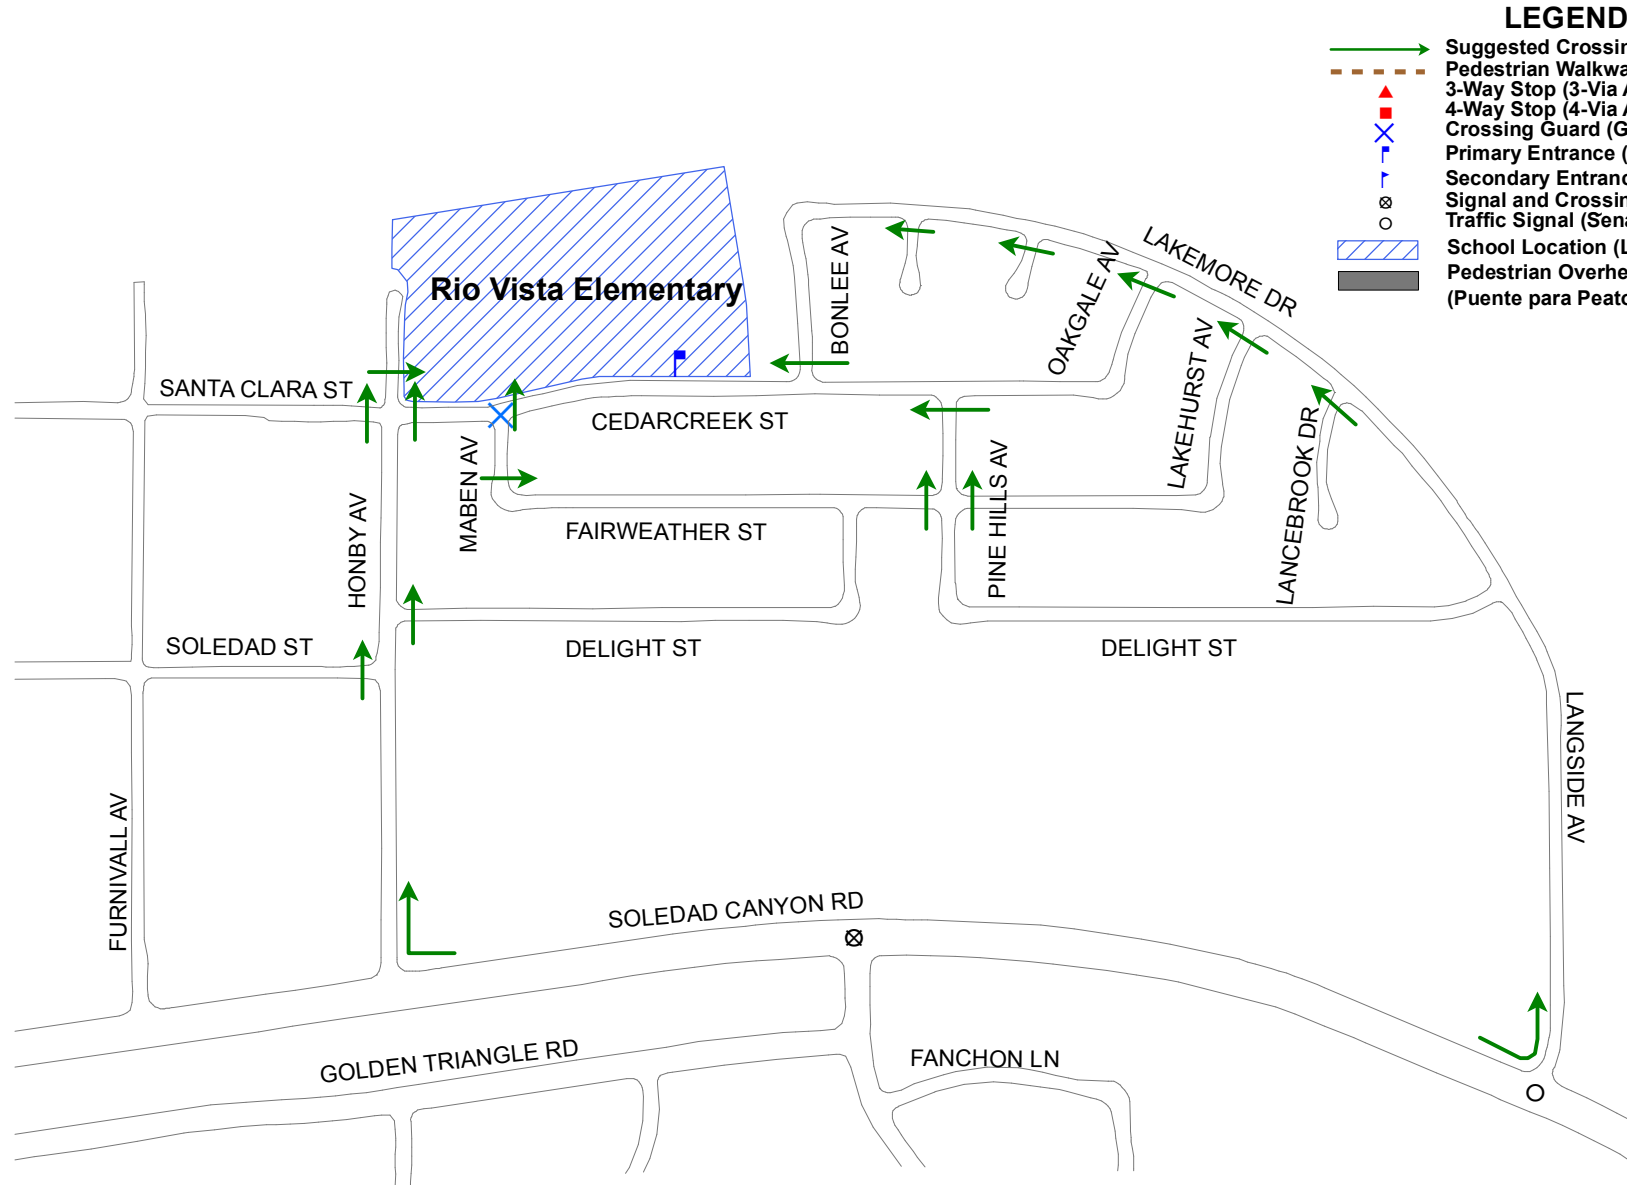 LEGEND
Suggested Crossin
Pedestrian Walkwa
3-Way Stop (3-Via A
4-Way Stop (4-Via A
Crossing Guard (G
Primary Entrance (
Secondary Entranc
Signal and Crossin
Traffic Signal (Sena
School Location (L
Pedestrian Overhe
(Puente para Peato
Rio Vista Elementary
BONLEE AV
LAKEMORE DR
OAKGALE AV
LAKEHURST AV
LANCEBROOK DR
SANTA CLARA ST
CEDARCREEK ST
MABEN AV
HONBY AV
PINE HILLS AV
FAIRWEATHER ST
SOLEDAD ST
DELIGHT ST
DELIGHT ST
LANGSIDE AV
FURNIVALL AV
SOLEDAD CANYON RD
GOLDEN TRIANGLE RD
FANCHON LN